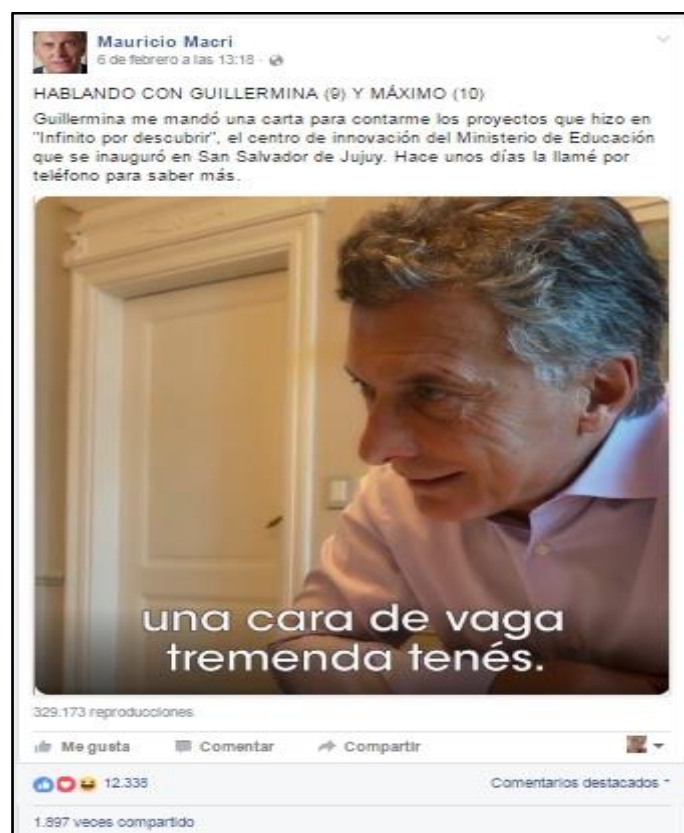 Mauricio Macri
6 de febrero a las 13:18 ·
HABLANDO CON GUILLERMINA (9) Y MÁXIMO (10)
Guillermina me mandó una carta para contarme los proyectos que hizo en
"Infinito por descubrir", el centro de innovación del Ministerio de Educación
que se inauguró en San Salvador de Jujuy. Hace unos días la llamé por
teléfono para saber más.
una cara de vaga
tremenda tenés.
329.173 reproducciones
Me gusta Comentar Compartir
12.338 Comentarios destacados
1.897 veces compartido